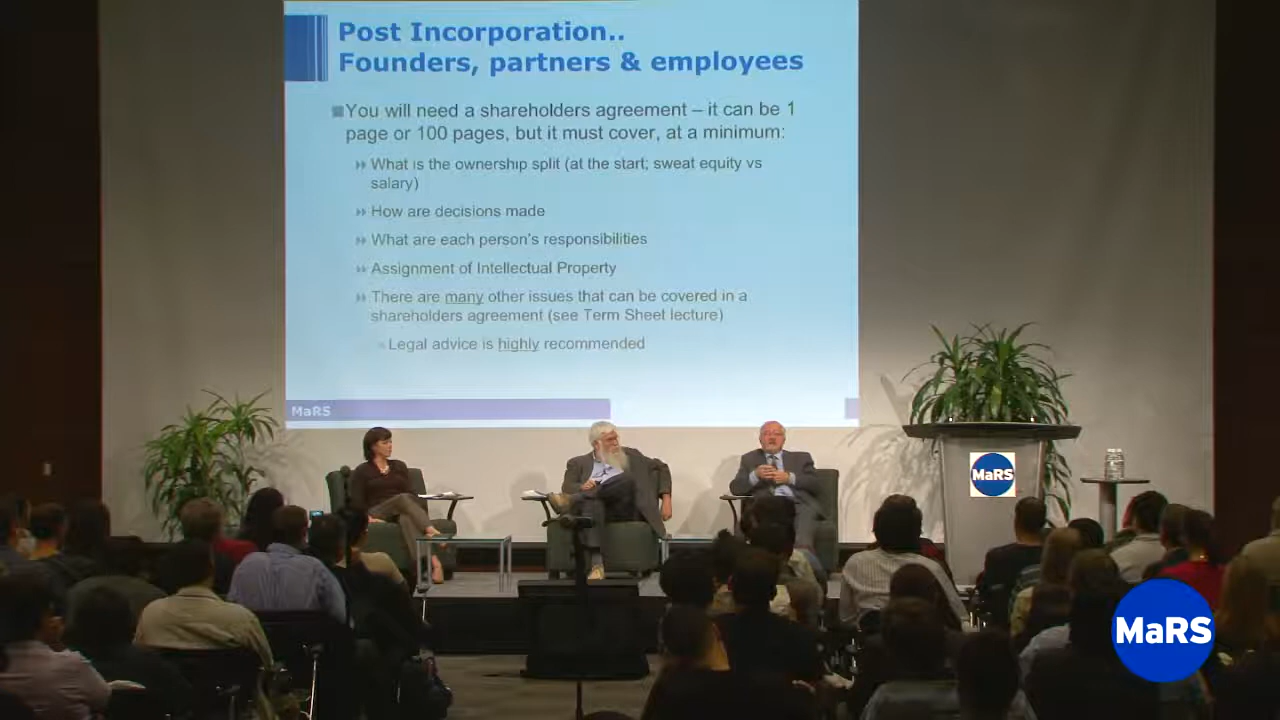 Post Incorporation..
Founders, partners & employees
You will need a shareholders agreement – it can be 1
page or 100 pages, but it must cover, at a minimum:
What is the ownership split (at the start; sweat equity vs
salary)
How are decisions made
What are each person's responsibilities
Assignment of Intellectual Property
There are many other issues that can be covered in a
shareholders agreement (see Term Sheet lecture)
Legal advice is highly recommended
MaRS
MaRS
MaRS